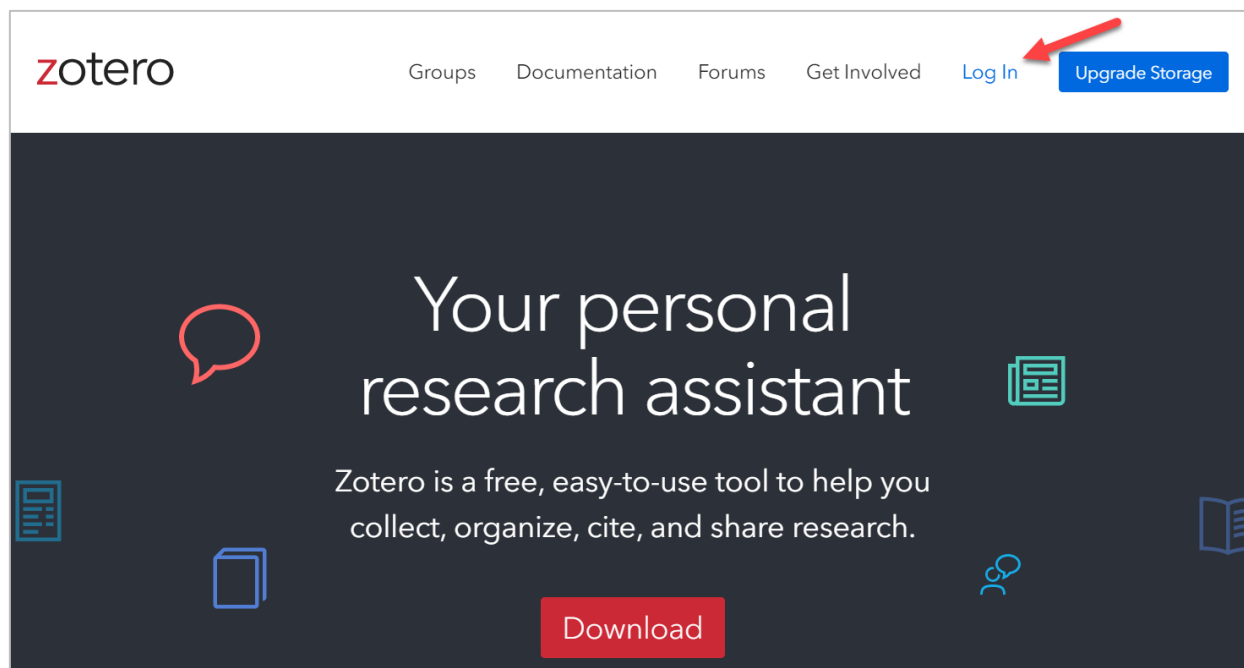 zotero
Groups Documentation Forums Get Involved Log In Upgrade Storage
Your personal
research assistant
Zotero is a free, easy-to-use tool to help you
collect, organize, cite, and share research.
Download